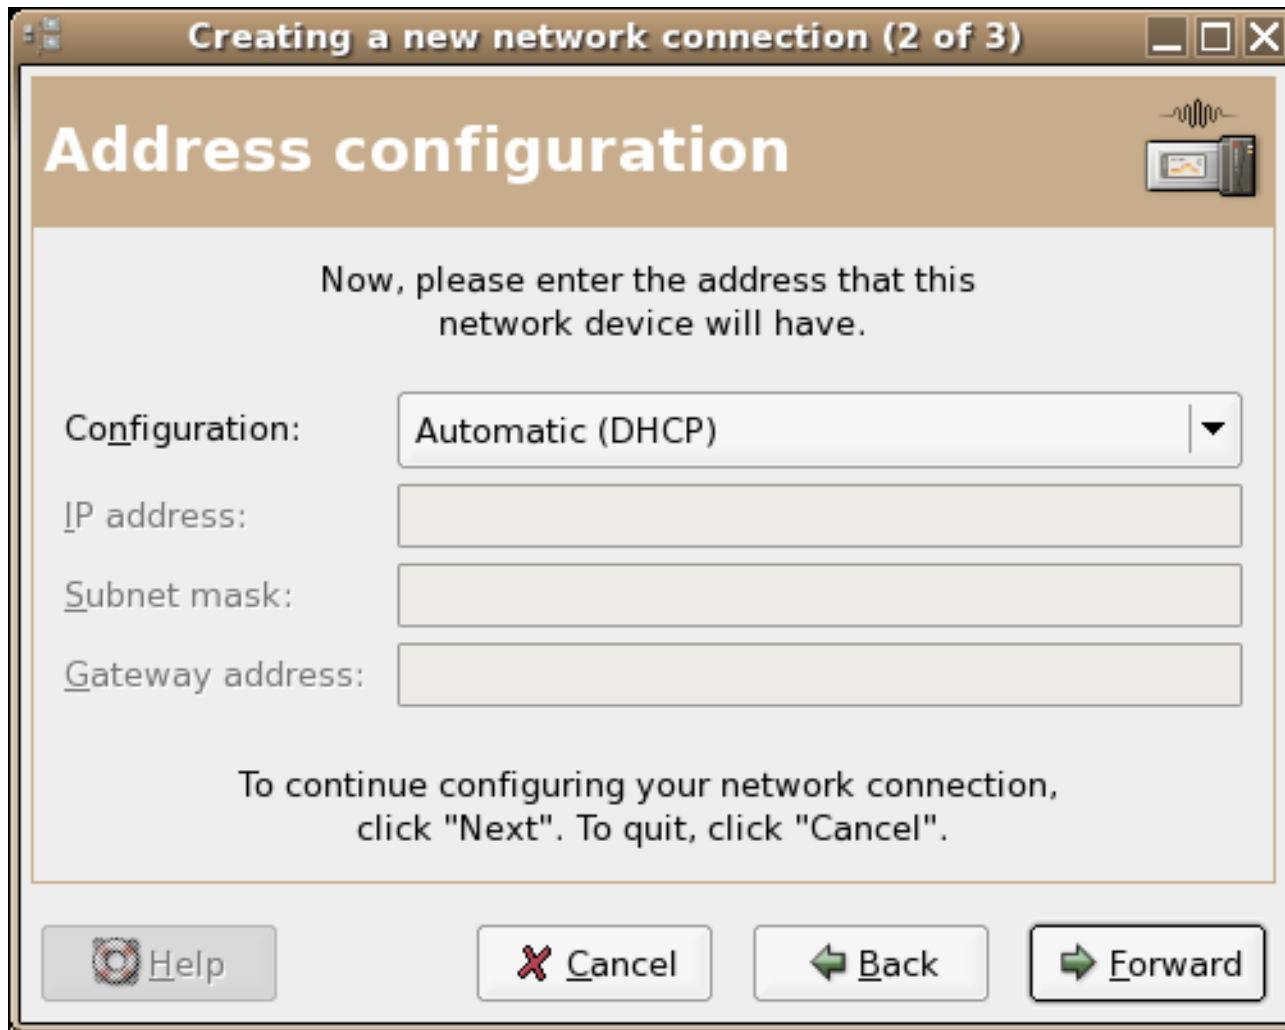 Creating a new network connection (2 of 3)
Address configuration
Now, please enter the address that this
network device will have.
Configuration:
Automatic (DHCP)
IP address:
Subnet mask:
Gateway address:
To continue configuring your network connection,
click "Next". To quit, click "Cancel".
Help
Cancel
Back
Forward